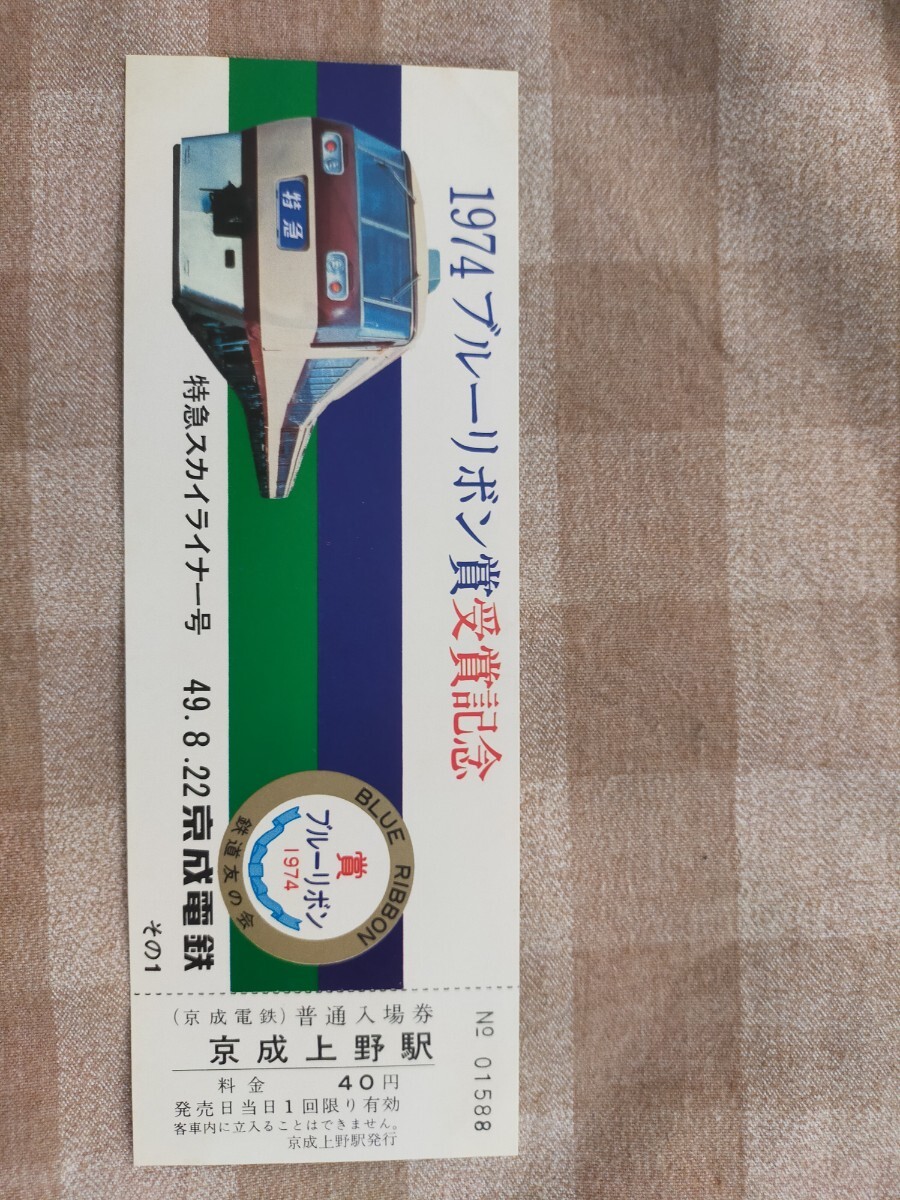 1974ブルーリボン賞受賞記念
特急
特急スカイライナー号 49.8.22京成電鉄
BLUE RIBBON
賞
ブルーリボン
1974
鉄道友の会
その1
(京成電鉄)普通入場券
京成上野駅
料金 40円
発売日当日1回限り有効
客車内に立入ることはできません。
京成上野駅発行
№ 01588